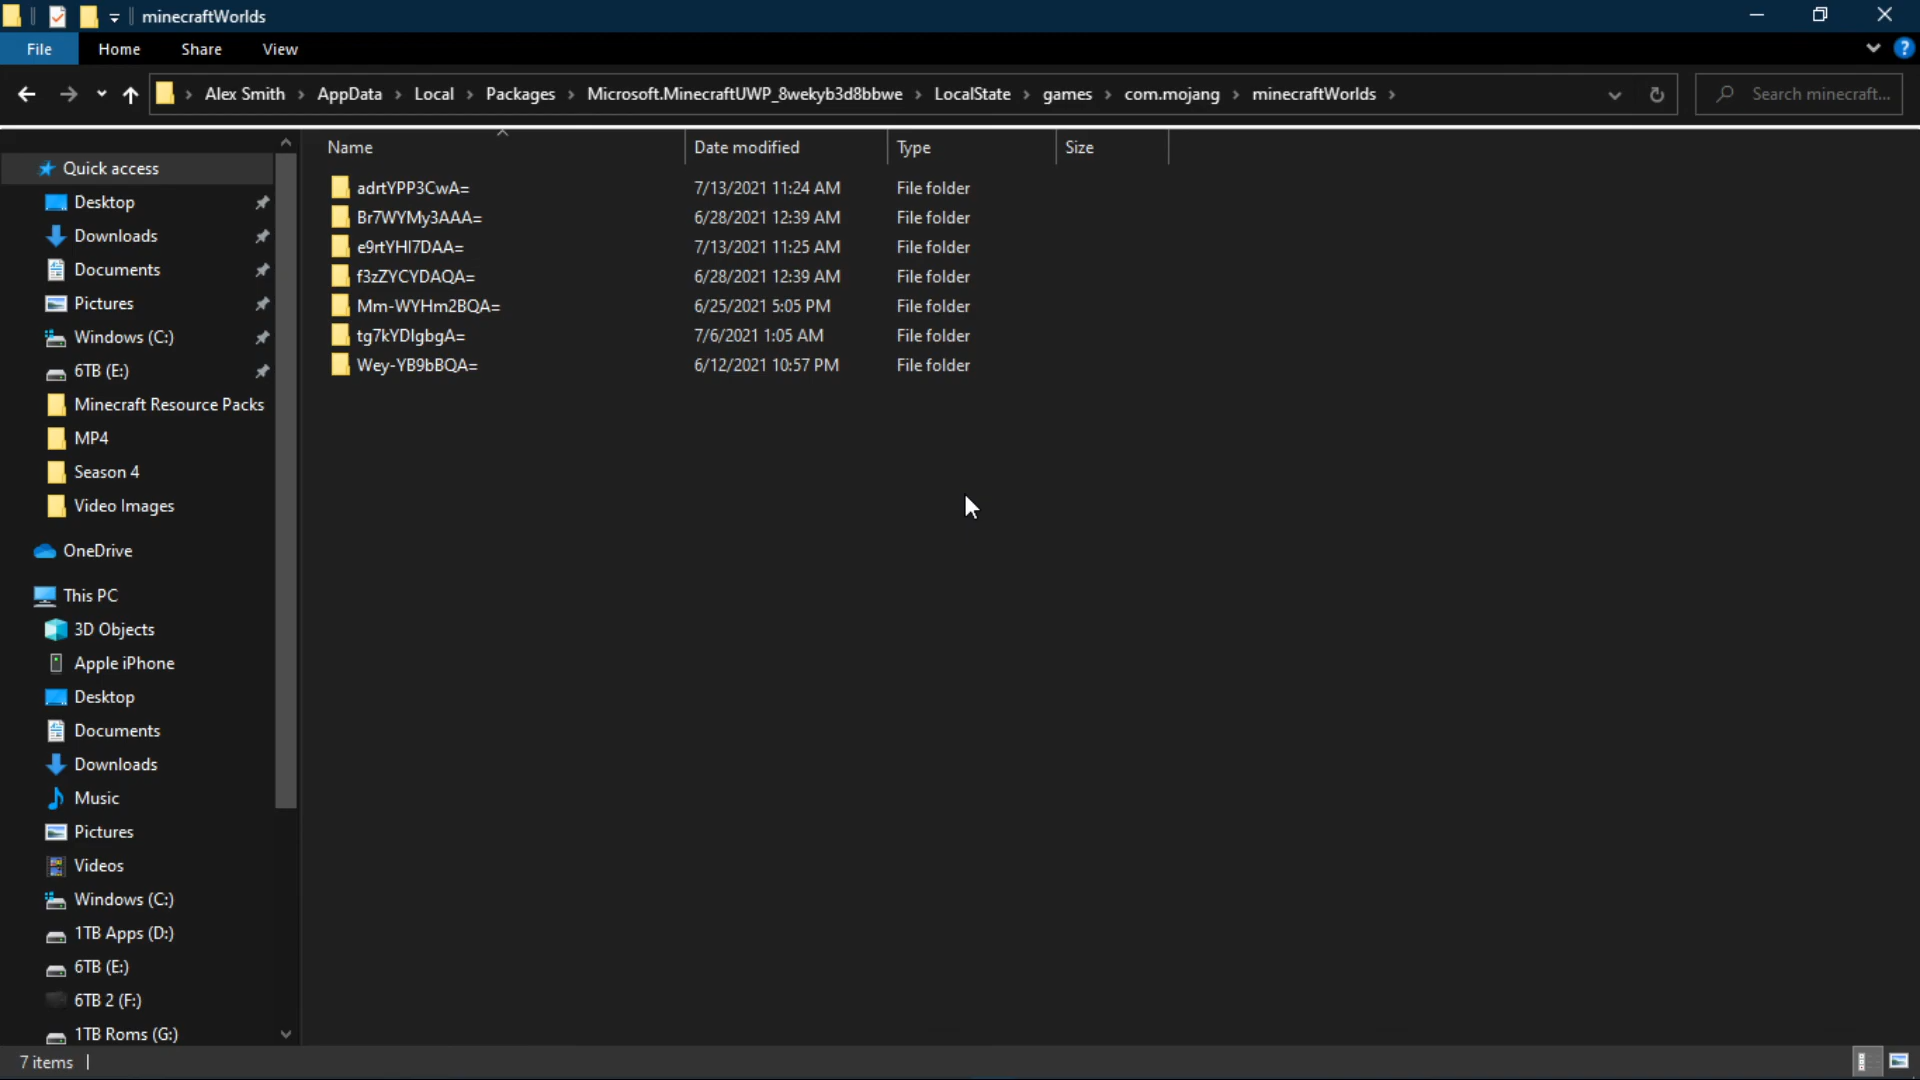 minecraftWorlds
File Home Share View
Alex Smith AppData Local Packages Microsoft.MinecraftUWP_8wekyb3d8bbwe LocalState games com.mojang minecraftWorlds Search minecraft...
Name Date modified Type Size
adrtYPP3CwA= 7/13/2021 11:24 AM File folder
Br7WYMy3AAA= 6/28/2021 12:39 AM File folder
e9rtYHI7DAA= 7/13/2021 11:25 AM File folder
f3zZYCYDAQA= 6/28/2021 12:39 AM File folder
Mm-WYHm2BQA= 6/25/2021 5:05 PM File folder
tg7kYDIgbgA= 7/6/2021 1:05 AM File folder
Wey-YB9bBQA= 6/12/2021 10:57 PM File folder
Quick access
Desktop
Downloads
Documents
Pictures
Windows (C:)
6TB (E:)
Minecraft Resource Packs
MP4
Season 4
Video Images
OneDrive
This PC
3D Objects
Apple iPhone
Desktop
Documents
Downloads
Music
Pictures
Videos
Windows (C:)
1TB Apps (D:)
6TB (E:)
6TB 2 (F:)
1TB Roms (G:)
7 items